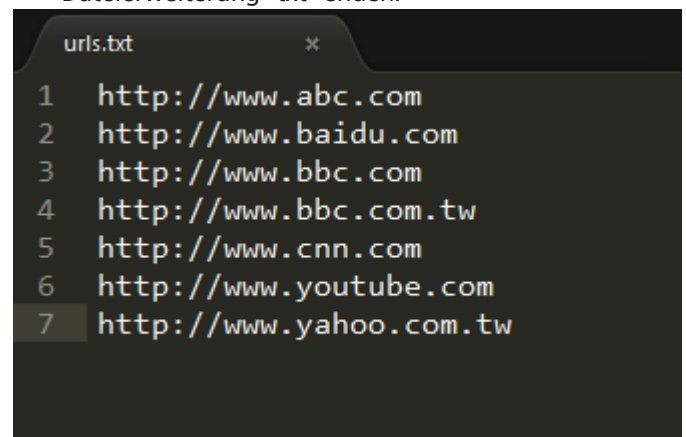 urls.txt ×
1 http://www.abc.com
2 http://www.baidu.com
3 http://www.bbc.com
4 http://www.bbc.com.tw
5 http://www.cnn.com
6 http://www.youtube.com
7 http://www.yahoo.com.tw